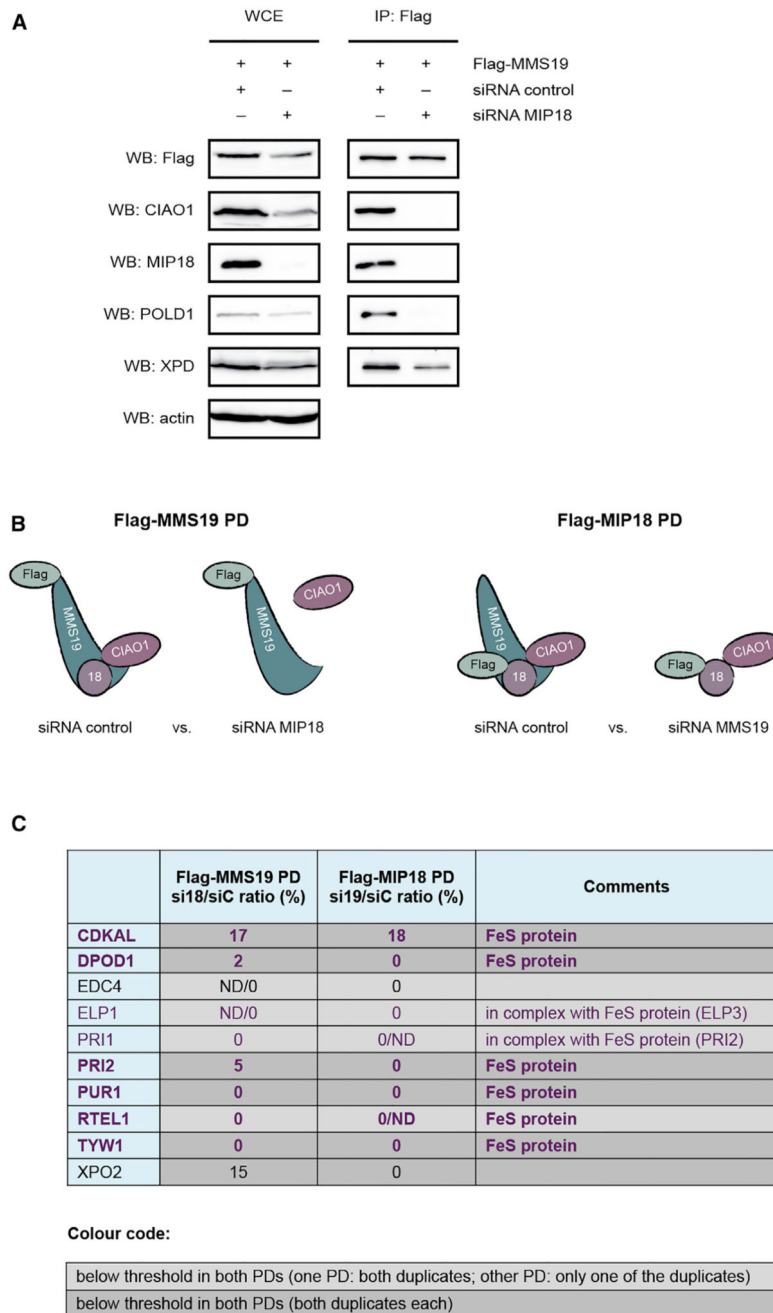 A
WCE IP: Flag
+ + + + Flag-MMS19
+ – + – siRNA control
– + – + siRNA MIP18
WB: Flag
WB: CIAO1
WB: MIP18
WB: POLD1
WB: XPD
WB: actin
B
Flag-MMS19 PD Flag-MIP18 PD
Flag MMS19 18 CIAO1 MMS19 Flag CIAO1 Flag MMS19 18 CIAO1 Flag 18 CIAO1
siRNA control vs. siRNA MIP18 siRNA control vs. siRNA MMS19
C
Flag-MMS19 PD Flag-MIP18 PD Comments
si18/siC ratio (%) si19/siC ratio (%)
CDKAL 17 18 FeS protein
DPOD1 2 0 FeS protein
EDC4 ND/0 0
ELP1 ND/0 0 in complex with FeS protein (ELP3)
PRI1 0 0/ND in complex with FeS protein (PRI2)
PRI2 5 0 FeS protein
PUR1 0 0 FeS protein
RTEL1 0 0/ND FeS protein
TYW1 0 0 FeS protein
XPO2 15 0
Colour code:
below threshold in both PDs (one PD: both duplicates; other PD: only one of the duplicates)
below threshold in both PDs (both duplicates each)